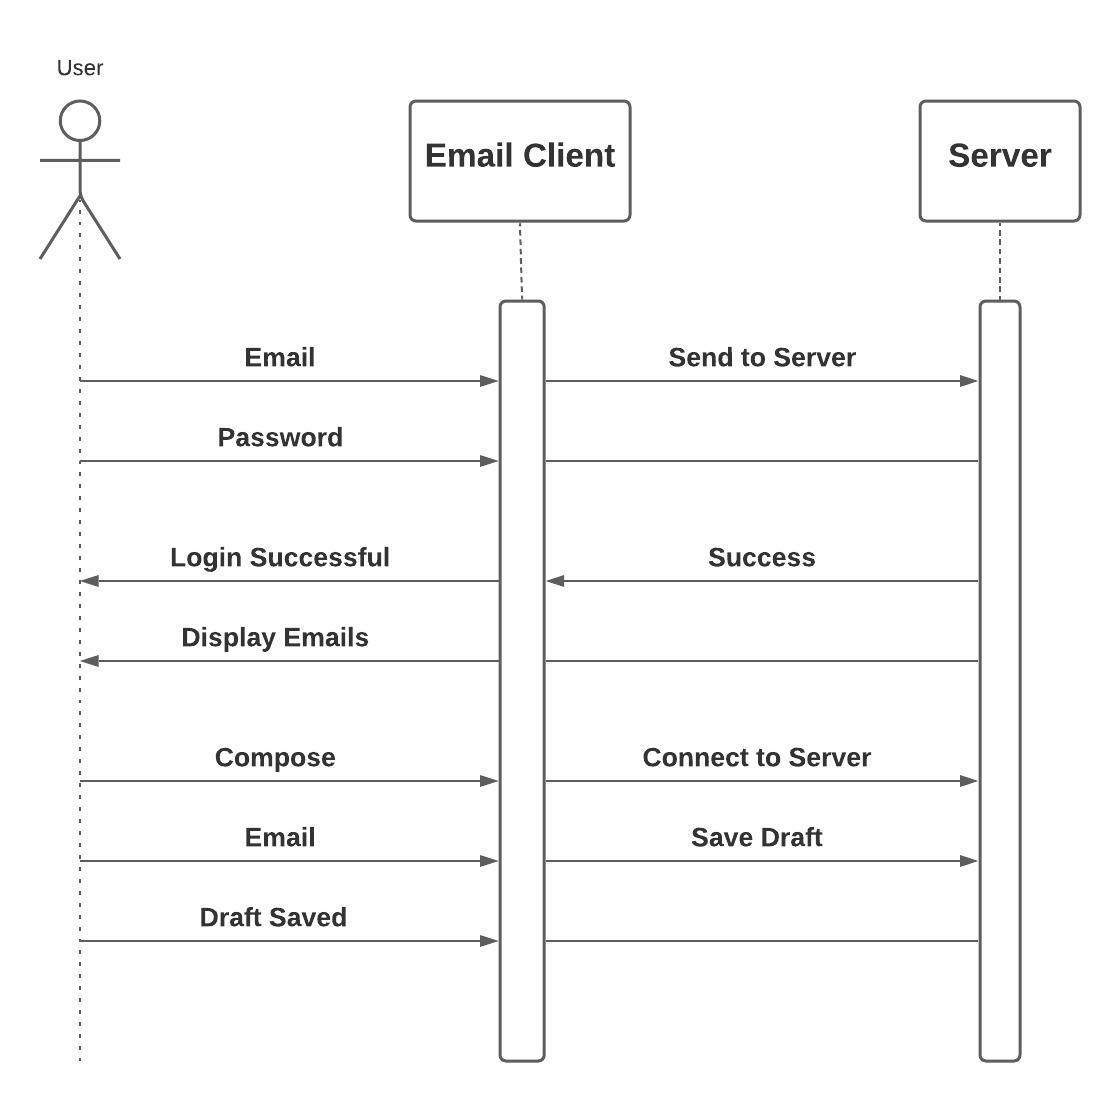 User
Email Client
Server
Email
Send to Server
Password
Login Successful
Success
Display Emails
Compose
Connect to Server
Email
Save Draft
Draft Saved